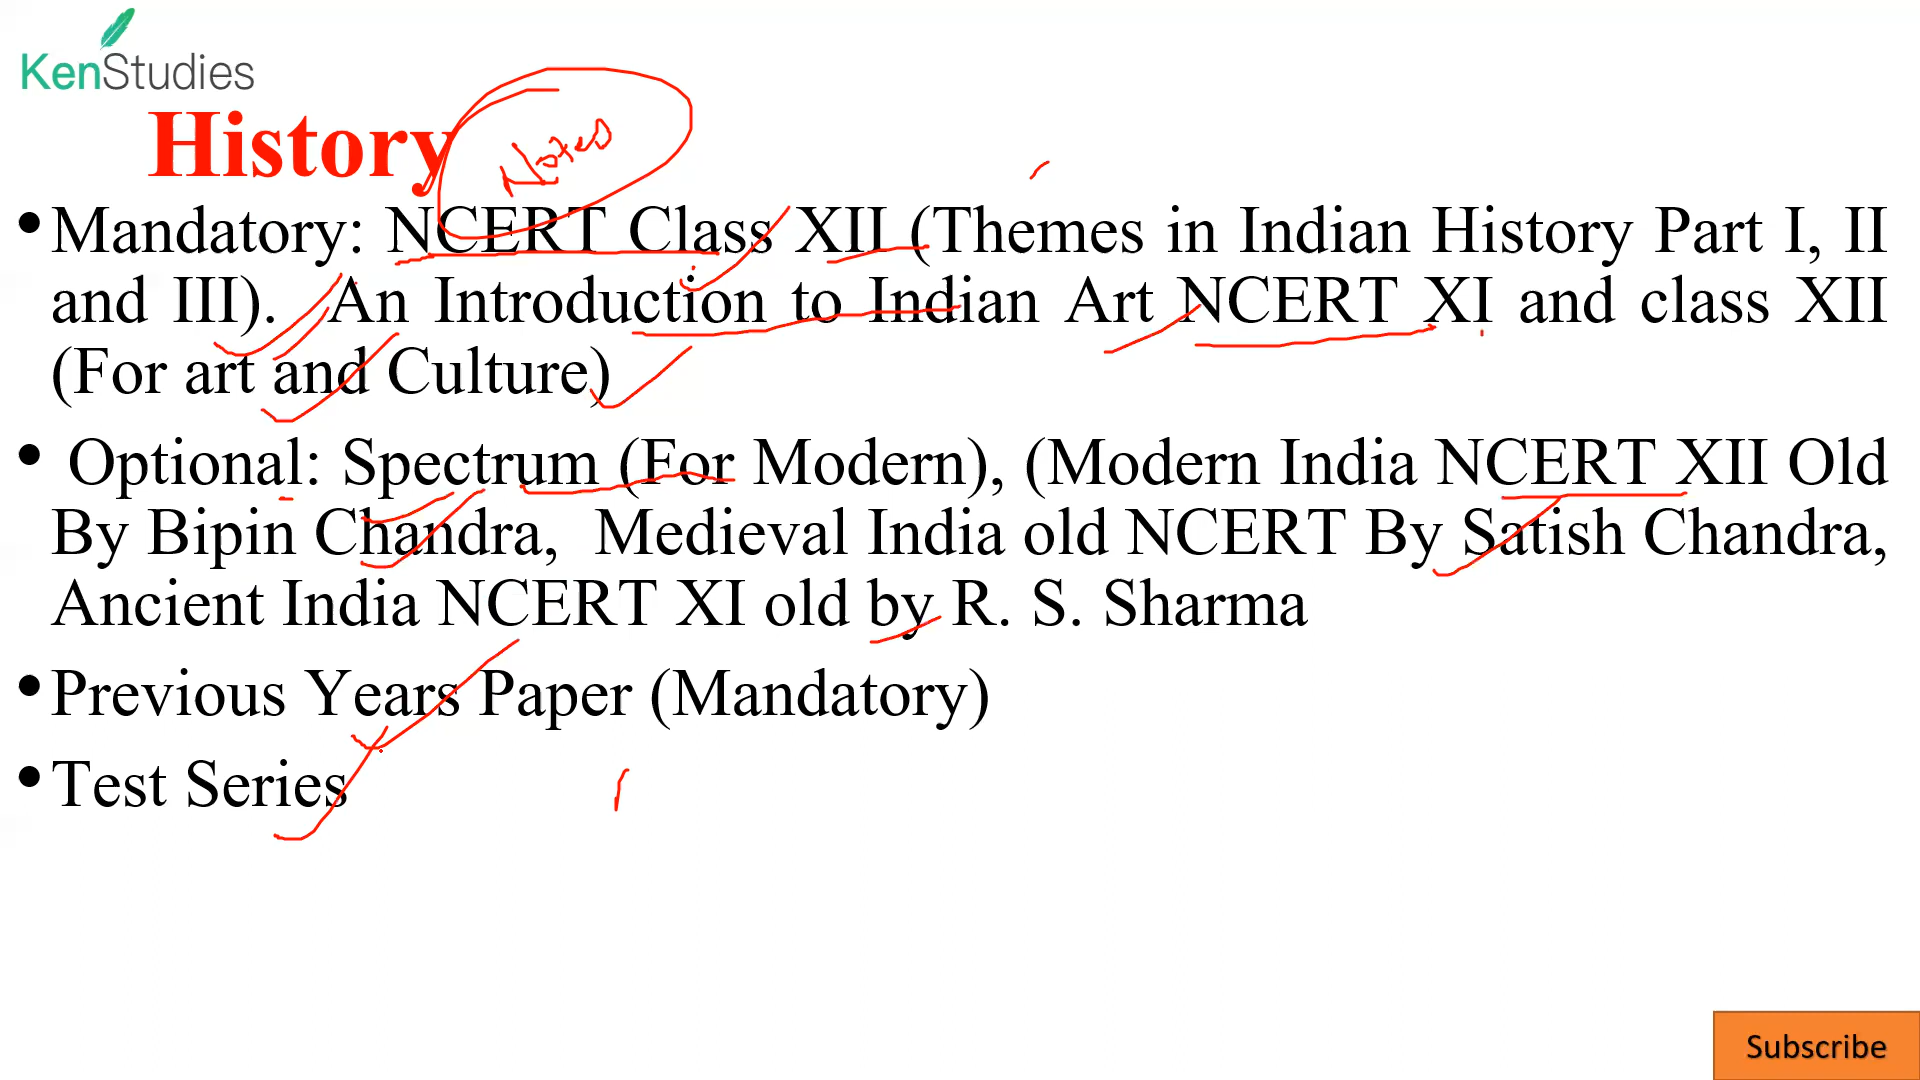 KenStudies
History
Notes
•Mandatory: NCERT Class XII (Themes in Indian History Part I, II
and III). An Introduction to Indian Art NCERT XI and class XII
(For art and Culture)
• Optional: Spectrum (For Modern), (Modern India NCERT XII Old
By Bipin Chandra, Medieval India old NCERT By Satish Chandra,
Ancient India NCERT XI old by R. S. Sharma
•Previous Years Paper (Mandatory)
•Test Series
Subscribe